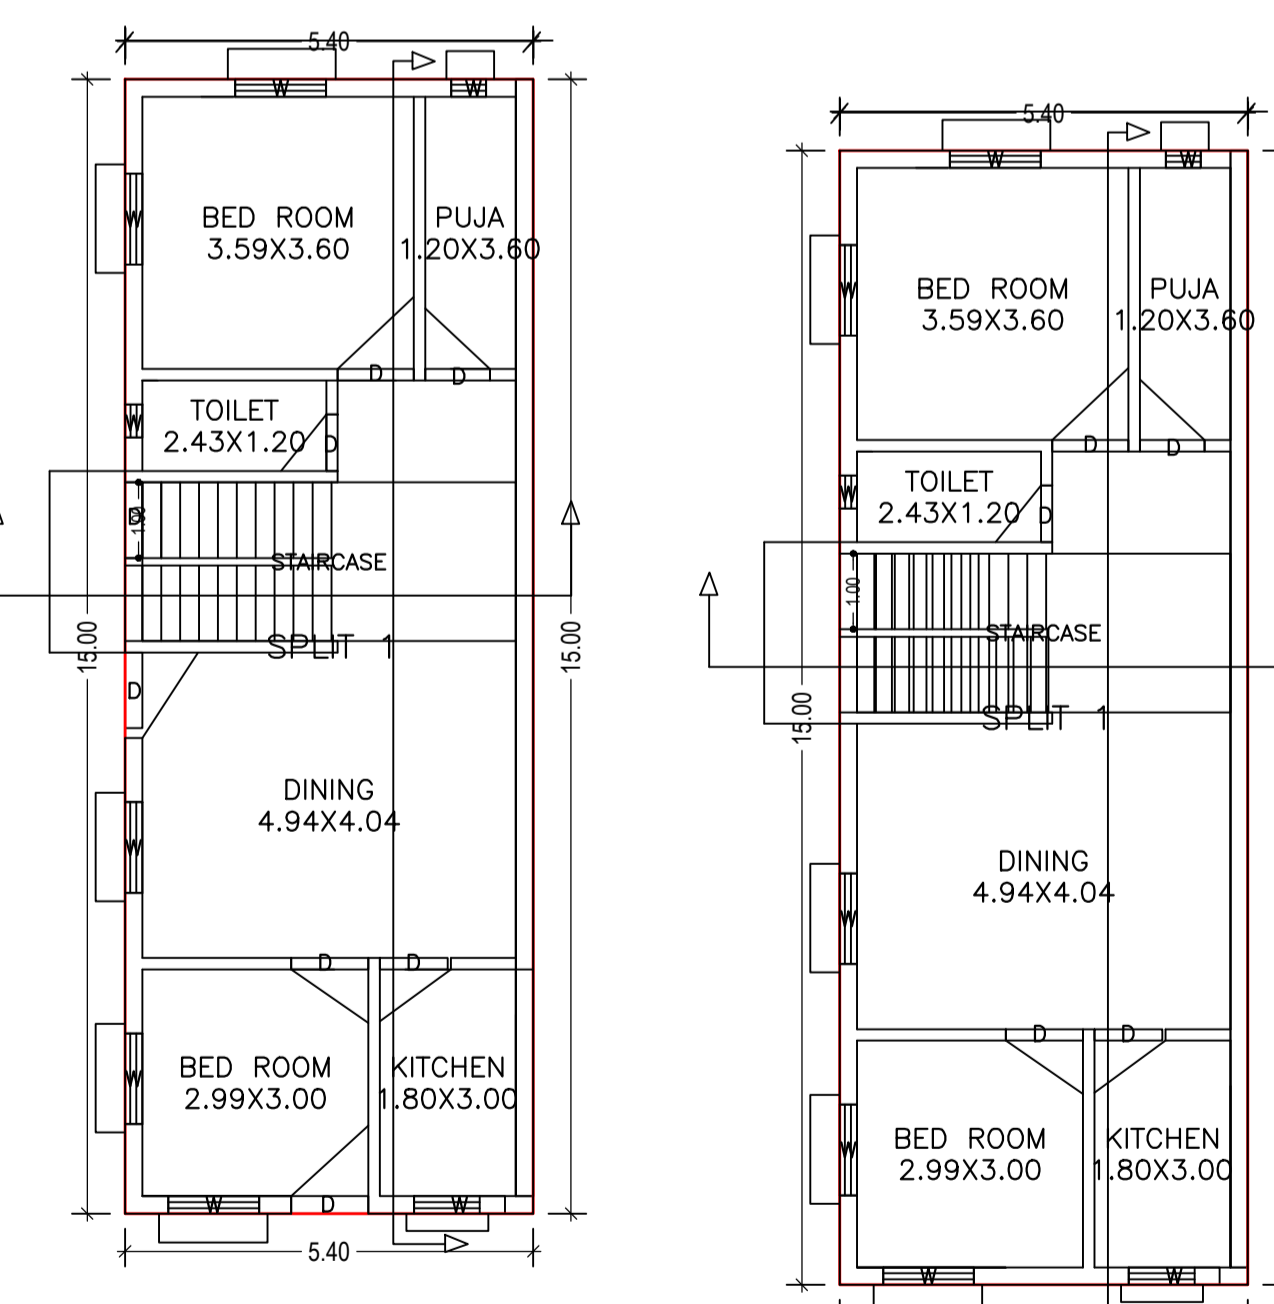 5.40
W
W
W
BED ROOM
3.59X3.60
PUJA
1.20X3.60
D
D
W
TOILET
2.43X1.20
D
D
STAIRCASE
15.00
SPLIT 1
15.00
D
DINING
4.94X4.04
W
D
D
W
BED ROOM
2.99X3.00
KITCHEN
1.80X3.00
W
D
W
5.40
5.40
W
W
W
BED ROOM
3.59X3.60
PUJA
1.20X3.60
D
D
W
TOILET
2.43X1.20
D
1.00
STAIRCASE
15.00
SPLIT 1
DINING
4.94X4.04
W
D
D
W
BED ROOM
2.99X3.00
KITCHEN
1.80X3.00
W
W